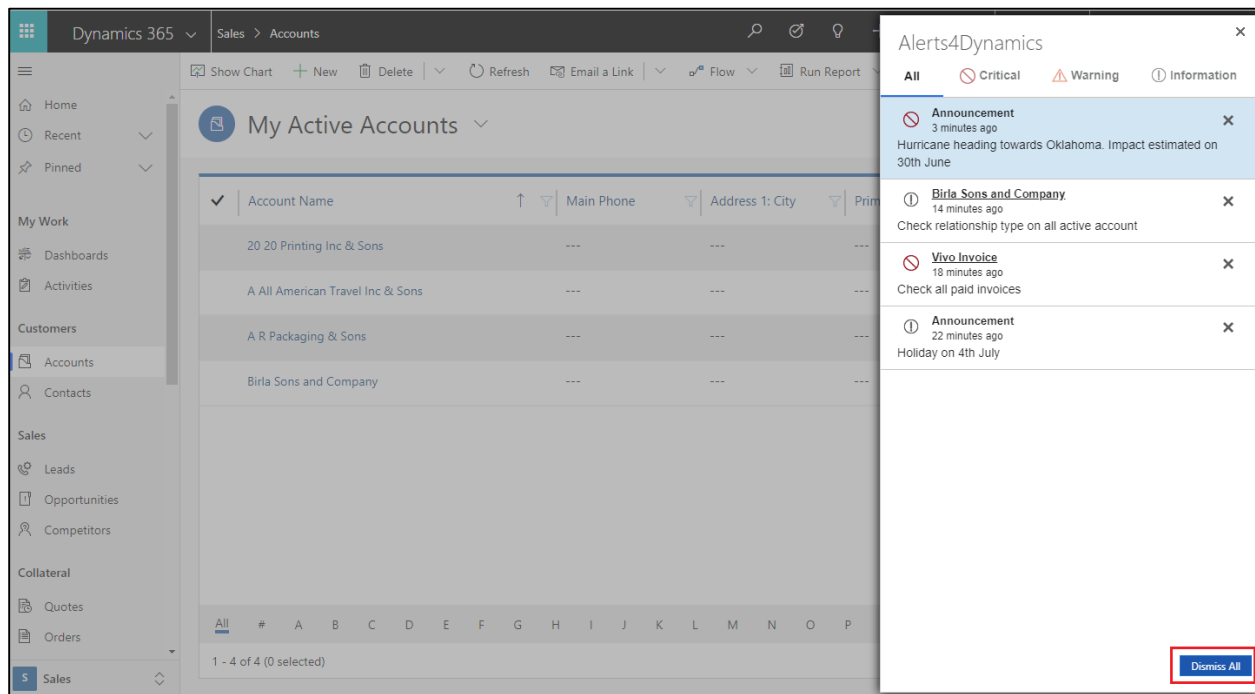 Dynamics 365
Sales > Accounts
Show Chart
New
Delete
Refresh
Email a Link
Flow
Run Report
Home
Recent
Pinned
My Work
Dashboards
Activities
Customers
Accounts
Contacts
Sales
Leads
Opportunities
Competitors
Collateral
Quotes
Orders
S Sales
My Active Accounts
Account Name
Main Phone
Address 1: City
Prim
20 20 Printing Inc & Sons --- --- ---
A All American Travel Inc & Sons --- --- ---
A R Packaging & Sons --- --- ---
Birla Sons and Company --- --- ---
All # A B C D E F G H I J K L M N O P
1 - 4 of 4 (0 selected)
Alerts4Dynamics
All Critical Warning Information
Announcement
3 minutes ago
Hurricane heading towards Oklahoma. Impact estimated on
30th June
Birla Sons and Company
14 minutes ago
Check relationship type on all active account
Vivo Invoice
18 minutes ago
Check all paid invoices
Announcement
22 minutes ago
Holiday on 4th July
Dismiss All